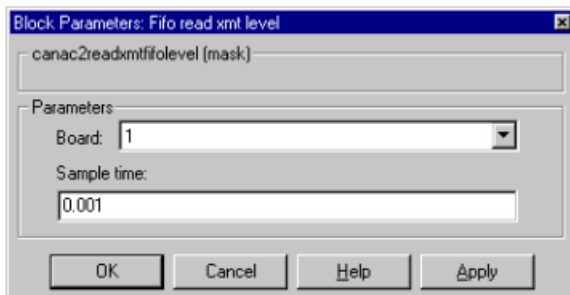 Block Parameters: Fifo read xmt level
canac2readxmtfifolevel (mask)
Parameters
Board: 1
Sample time:
0.001
OK Cancel Help Apply